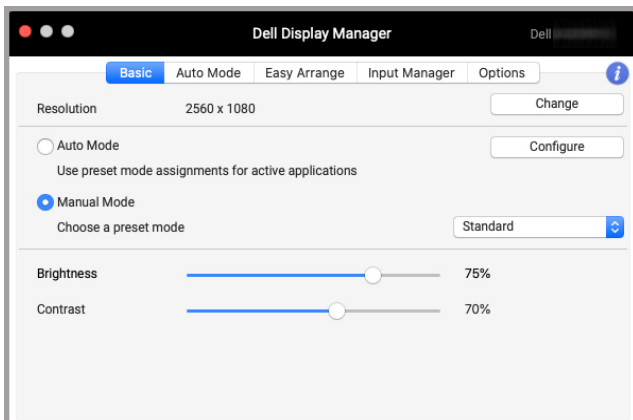 Dell Display Manager
Dell
Basic Auto Mode Easy Arrange Input Manager Options i
Resolution 2560 x 1080 Change
Auto Mode Configure
Use preset mode assignments for active applications
Manual Mode
Choose a preset mode Standard
Brightness 75%
Contrast 70%